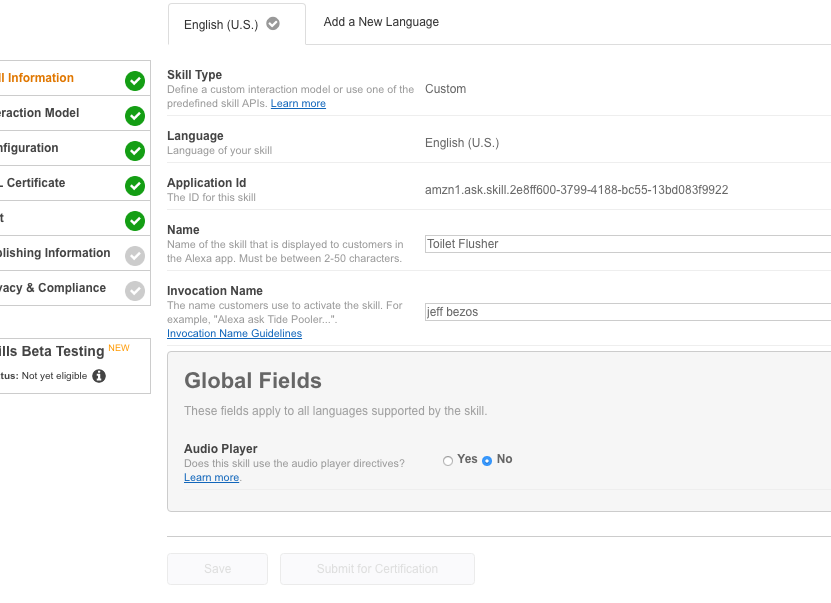 English (U.S.)
Add a New Language
ll Information
eraction Model
nfiguration
L Certificate
t
blishing Information
vacy & Compliance
ills Beta Testing NEW
tus: Not yet eligible
Skill Type
Define a custom interaction model or use one of the
predefined skill APIs. Learn more
Custom
Language
Language of your skill
English (U.S.)
Application Id
The ID for this skill
amzn1.ask.skill.2e8ff600-3799-4188-bc55-13bd083f9922
Name
Name of the skill that is displayed to customers in
the Alexa app. Must be between 2-50 characters.
Toilet Flusher
Invocation Name
The name customers use to activate the skill. For
example, "Alexa ask Tide Pooler...".
Invocation Name Guidelines
jeff bezos
Global Fields
These fields apply to all languages supported by the skill.
Audio Player
Does this skill use the audio player directives?
Learn more.
Yes No
Save
Submit for Certification